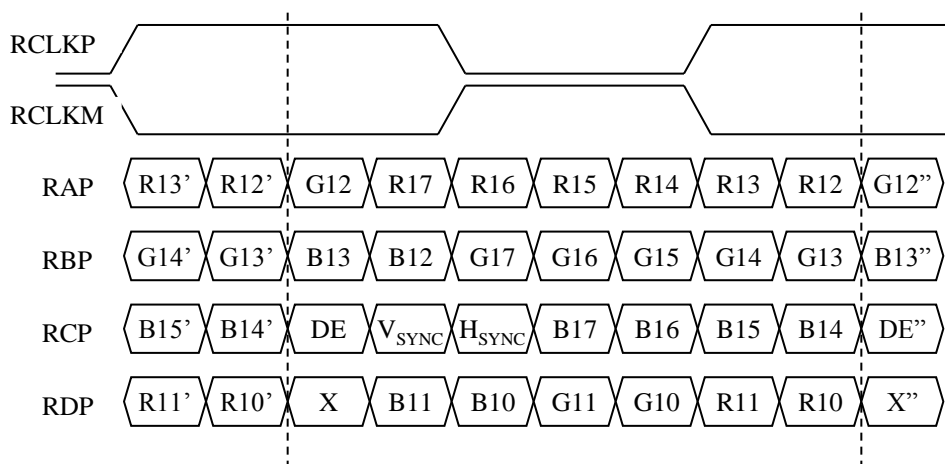 RCLKP
RCLKM
RAP R13’ R12’ G12 R17 R16 R15 R14 R13 R12 G12”
RBP G14’ G13’ B13 B12 G17 G16 G15 G14 G13 B13”
RCP B15’ B14’ DE VSYNC HSYNC B17 B16 B15 B14 DE”
RDP R11’ R10’ X B11 B10 G11 G10 R11 R10 X”